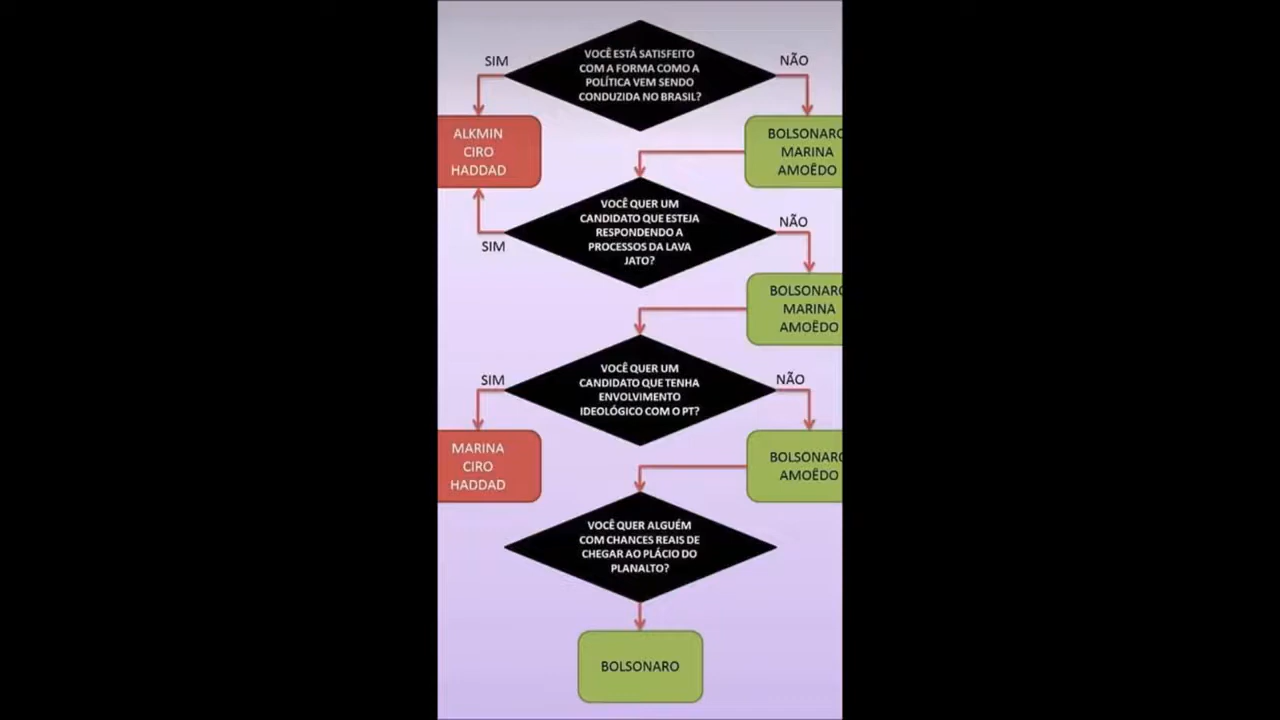 SIM
VOCÊ ESTÁ SATISFEITO
COM A FORMA COMO A
POLÍTICA VEM SENDO
CONDUZIDA NO BRASIL?
NÃO
ALKMIN
CIRO
HADDAD
BOLSONARO
MARINA
AMOÊDO
VOCÊ QUER UM
CANDIDATO QUE ESTEJA
RESPONDENDO A
PROCESSOS DA LAVA
JATO?
SIM
NÃO
BOLSONARO
MARINA
AMOÊDO
VOCÊ QUER UM
CANDIDATO QUE TENHA
ENVOLVIMENTO
IDEOLÓGICO COM O PT?
SIM
NÃO
MARINA
CIRO
HADDAD
BOLSONARO
AMOÊDO
VOCÊ QUER ALGUÉM
COM CHANCES REAIS DE
CHEGAR AO PLÁCIO DO
PLANALTO?
BOLSONARO